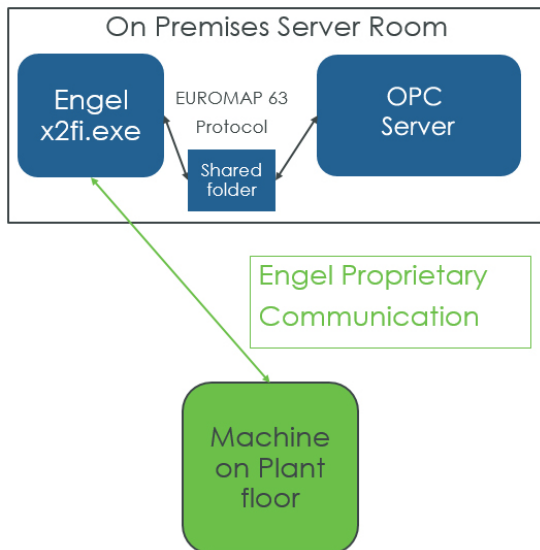 On Premises Server Room
Engel
x2fi.exe
EUROMAP 63
Protocol
Shared
folder
OPC
Server
Engel Proprietary
Communication
Machine
on Plant
floor